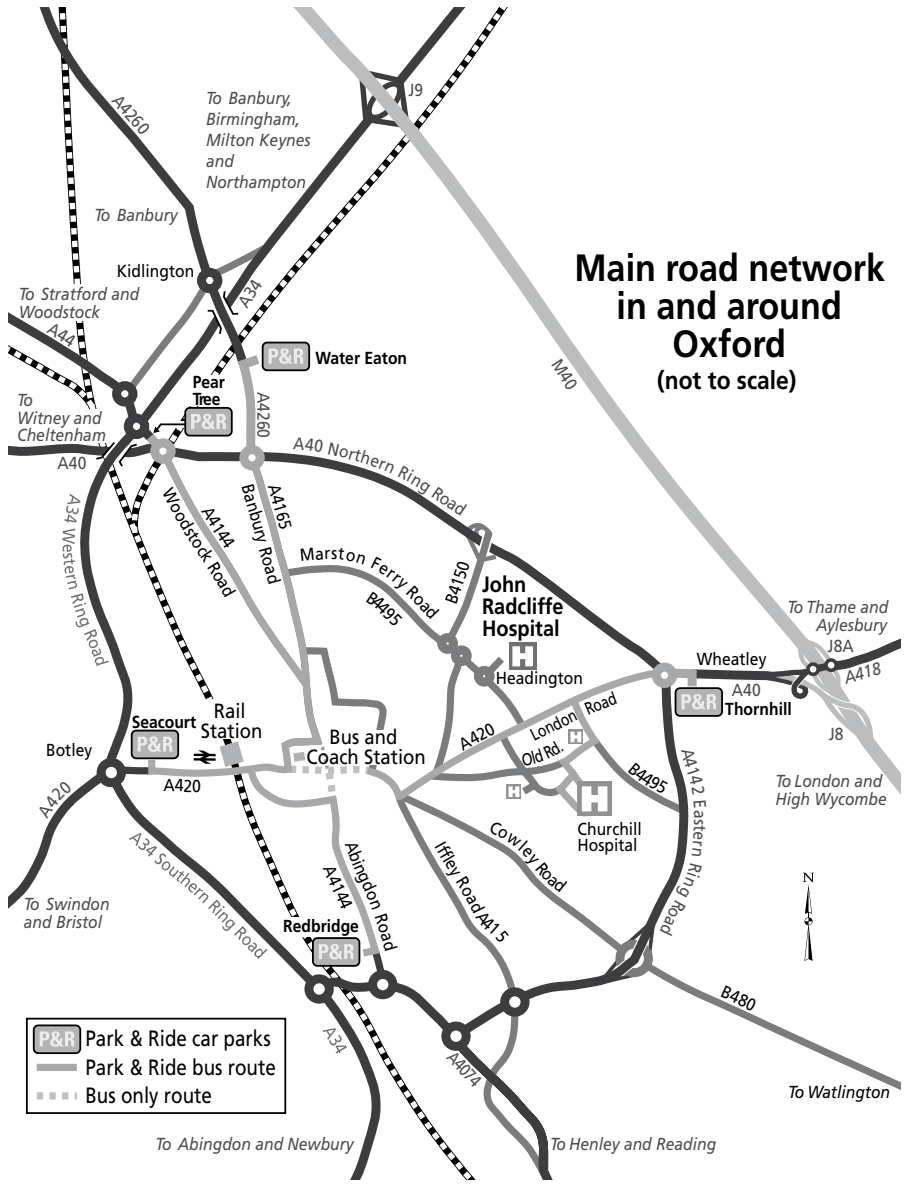 J9
A4260
To Banbury,
Birmingham,
Milton Keynes
and
Northampton
To Banbury
Kidlington
A34
Main road network
in and around
Oxford
(not to scale)
To Stratford and
Woodstock
A44
P&R
Water Eaton
M40
Pear
Tree
P&R
To
Witney and
Cheltenham
A40
A4260
A40 Northern Ring Road
A34 Western Ring Road
A4144
Woodstock Road
A4165
Banbury Road
Marston Ferry Road
B4495
B4150
John
Radcliffe
Hospital
H
Headington
To Thame and
Aylesbury
J8A
A418
Wheatley
A40
P&R
Thornhill
J8
To London and
High Wycombe
Seacourt
P&R
Rail
Station
Botley
A420
A420
Bus and
Coach Station
A420
London Road
H
Old Rd.
H
H
B4495
Churchill
Hospital
A4142 Eastern Ring Road
To Swindon
and Bristol
A34 Southern Ring Road
Abingdon Road
A4144
Iffley Road A415
Cowley Road
N
Redbridge
P&R
B480
A34
A4074
To Watlington
P&R Park & Ride car parks
Park & Ride bus route
Bus only route
To Abingdon and Newbury
To Henley and Reading